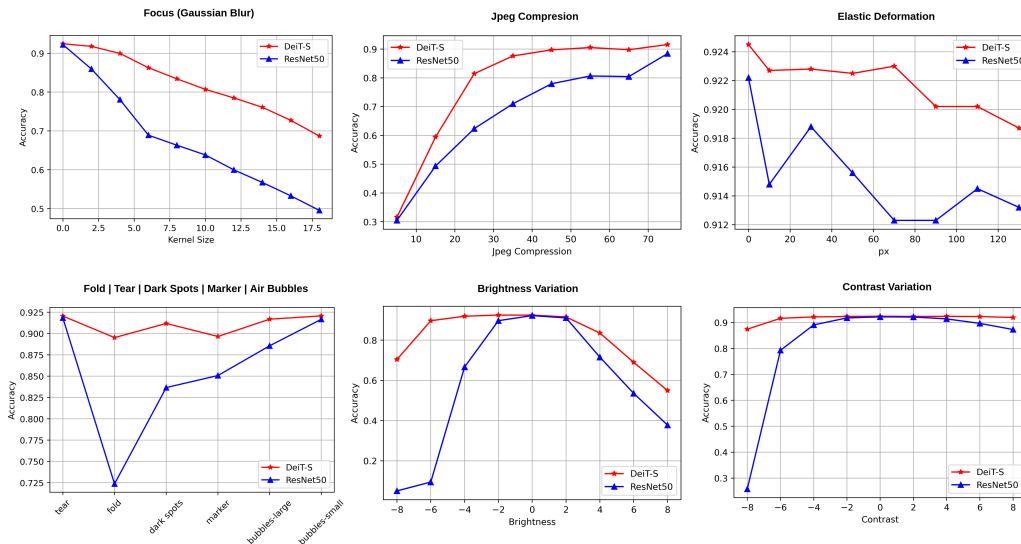 Focus (Gaussian Blur)
Accuracy
0.9
0.8
0.7
0.6
0.5
0.0 2.5 5.0 7.5 10.0 12.5 15.0 17.5
Kernel Size
DeiT-S
ResNet50
Jpeg Compresion
Accuracy
0.9
0.8
0.7
0.6
0.5
0.4
0.3
10 20 30 40 50 60 70
Jpeg Compression
DeiT-S
ResNet50
Elastic Deformation
Accuracy
0.924
0.922
0.920
0.918
0.916
0.914
0.912
0 20 40 60 80 100 120
px
DeiT-S
ResNet50
Fold | Tear | Dark Spots | Marker | Air Bubbles
Accuracy
0.925
0.900
0.875
0.850
0.825
0.800
0.775
0.750
0.725
tear fold dark spots marker bubbles-large bubbles-small
DeiT-S
ResNet50
Brightness Variation
Accuracy
0.8
0.6
0.4
0.2
−8 −6 −4 −2 0 2 4 6 8
Brightness
DeiT-S
ResNet50
Contrast Variation
Accuracy
0.9
0.8
0.7
0.6
0.5
0.4
0.3
−8 −6 −4 −2 0 2 4 6 8
Contrast
DeiT-S
ResNet50